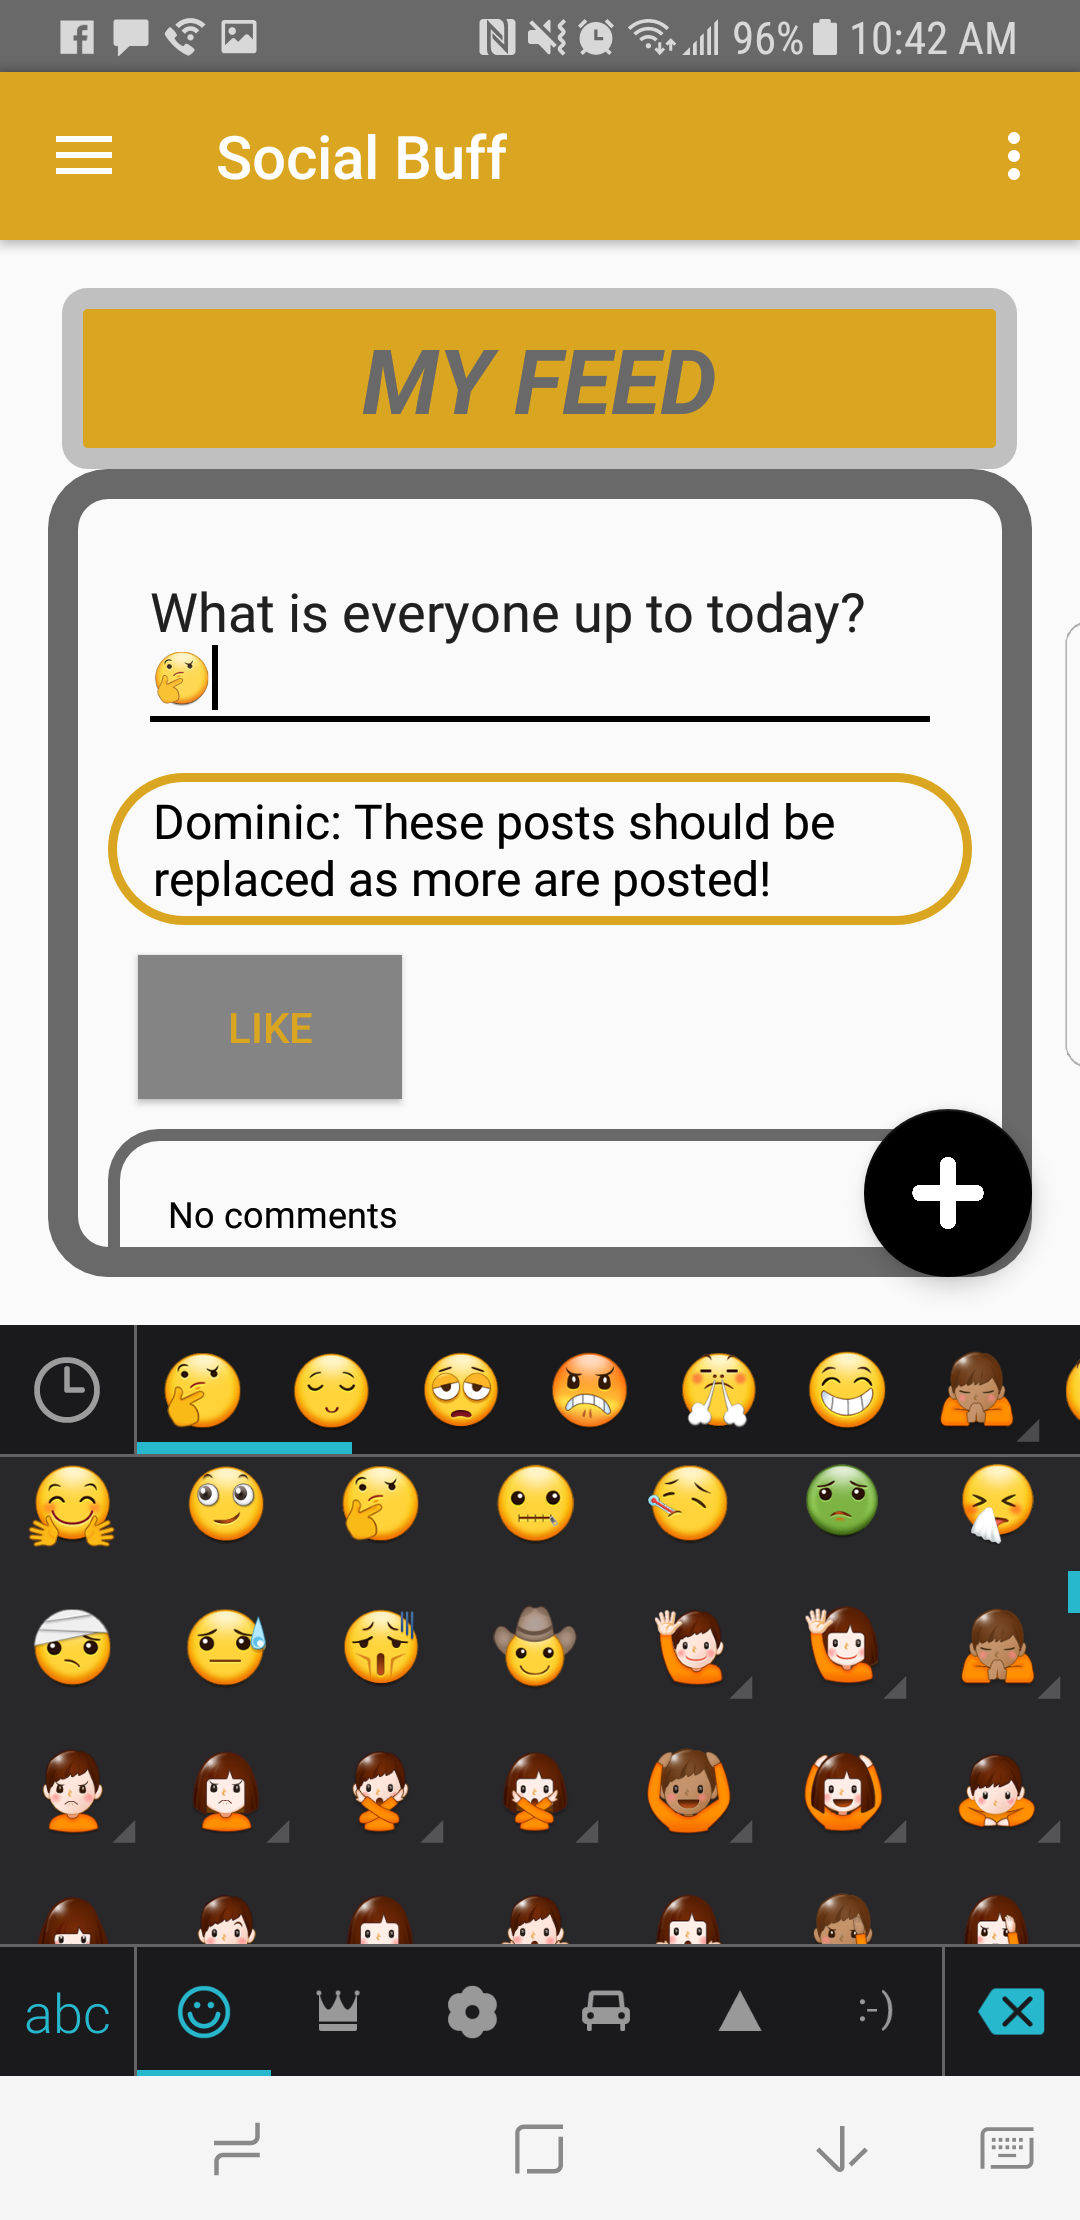 96% 10:42 AM
Social Buff
MY FEED
What is everyone up to today?
🤔
Dominic: These posts should be
replaced as more are posted!
LIKE
No comments
abc
:-)